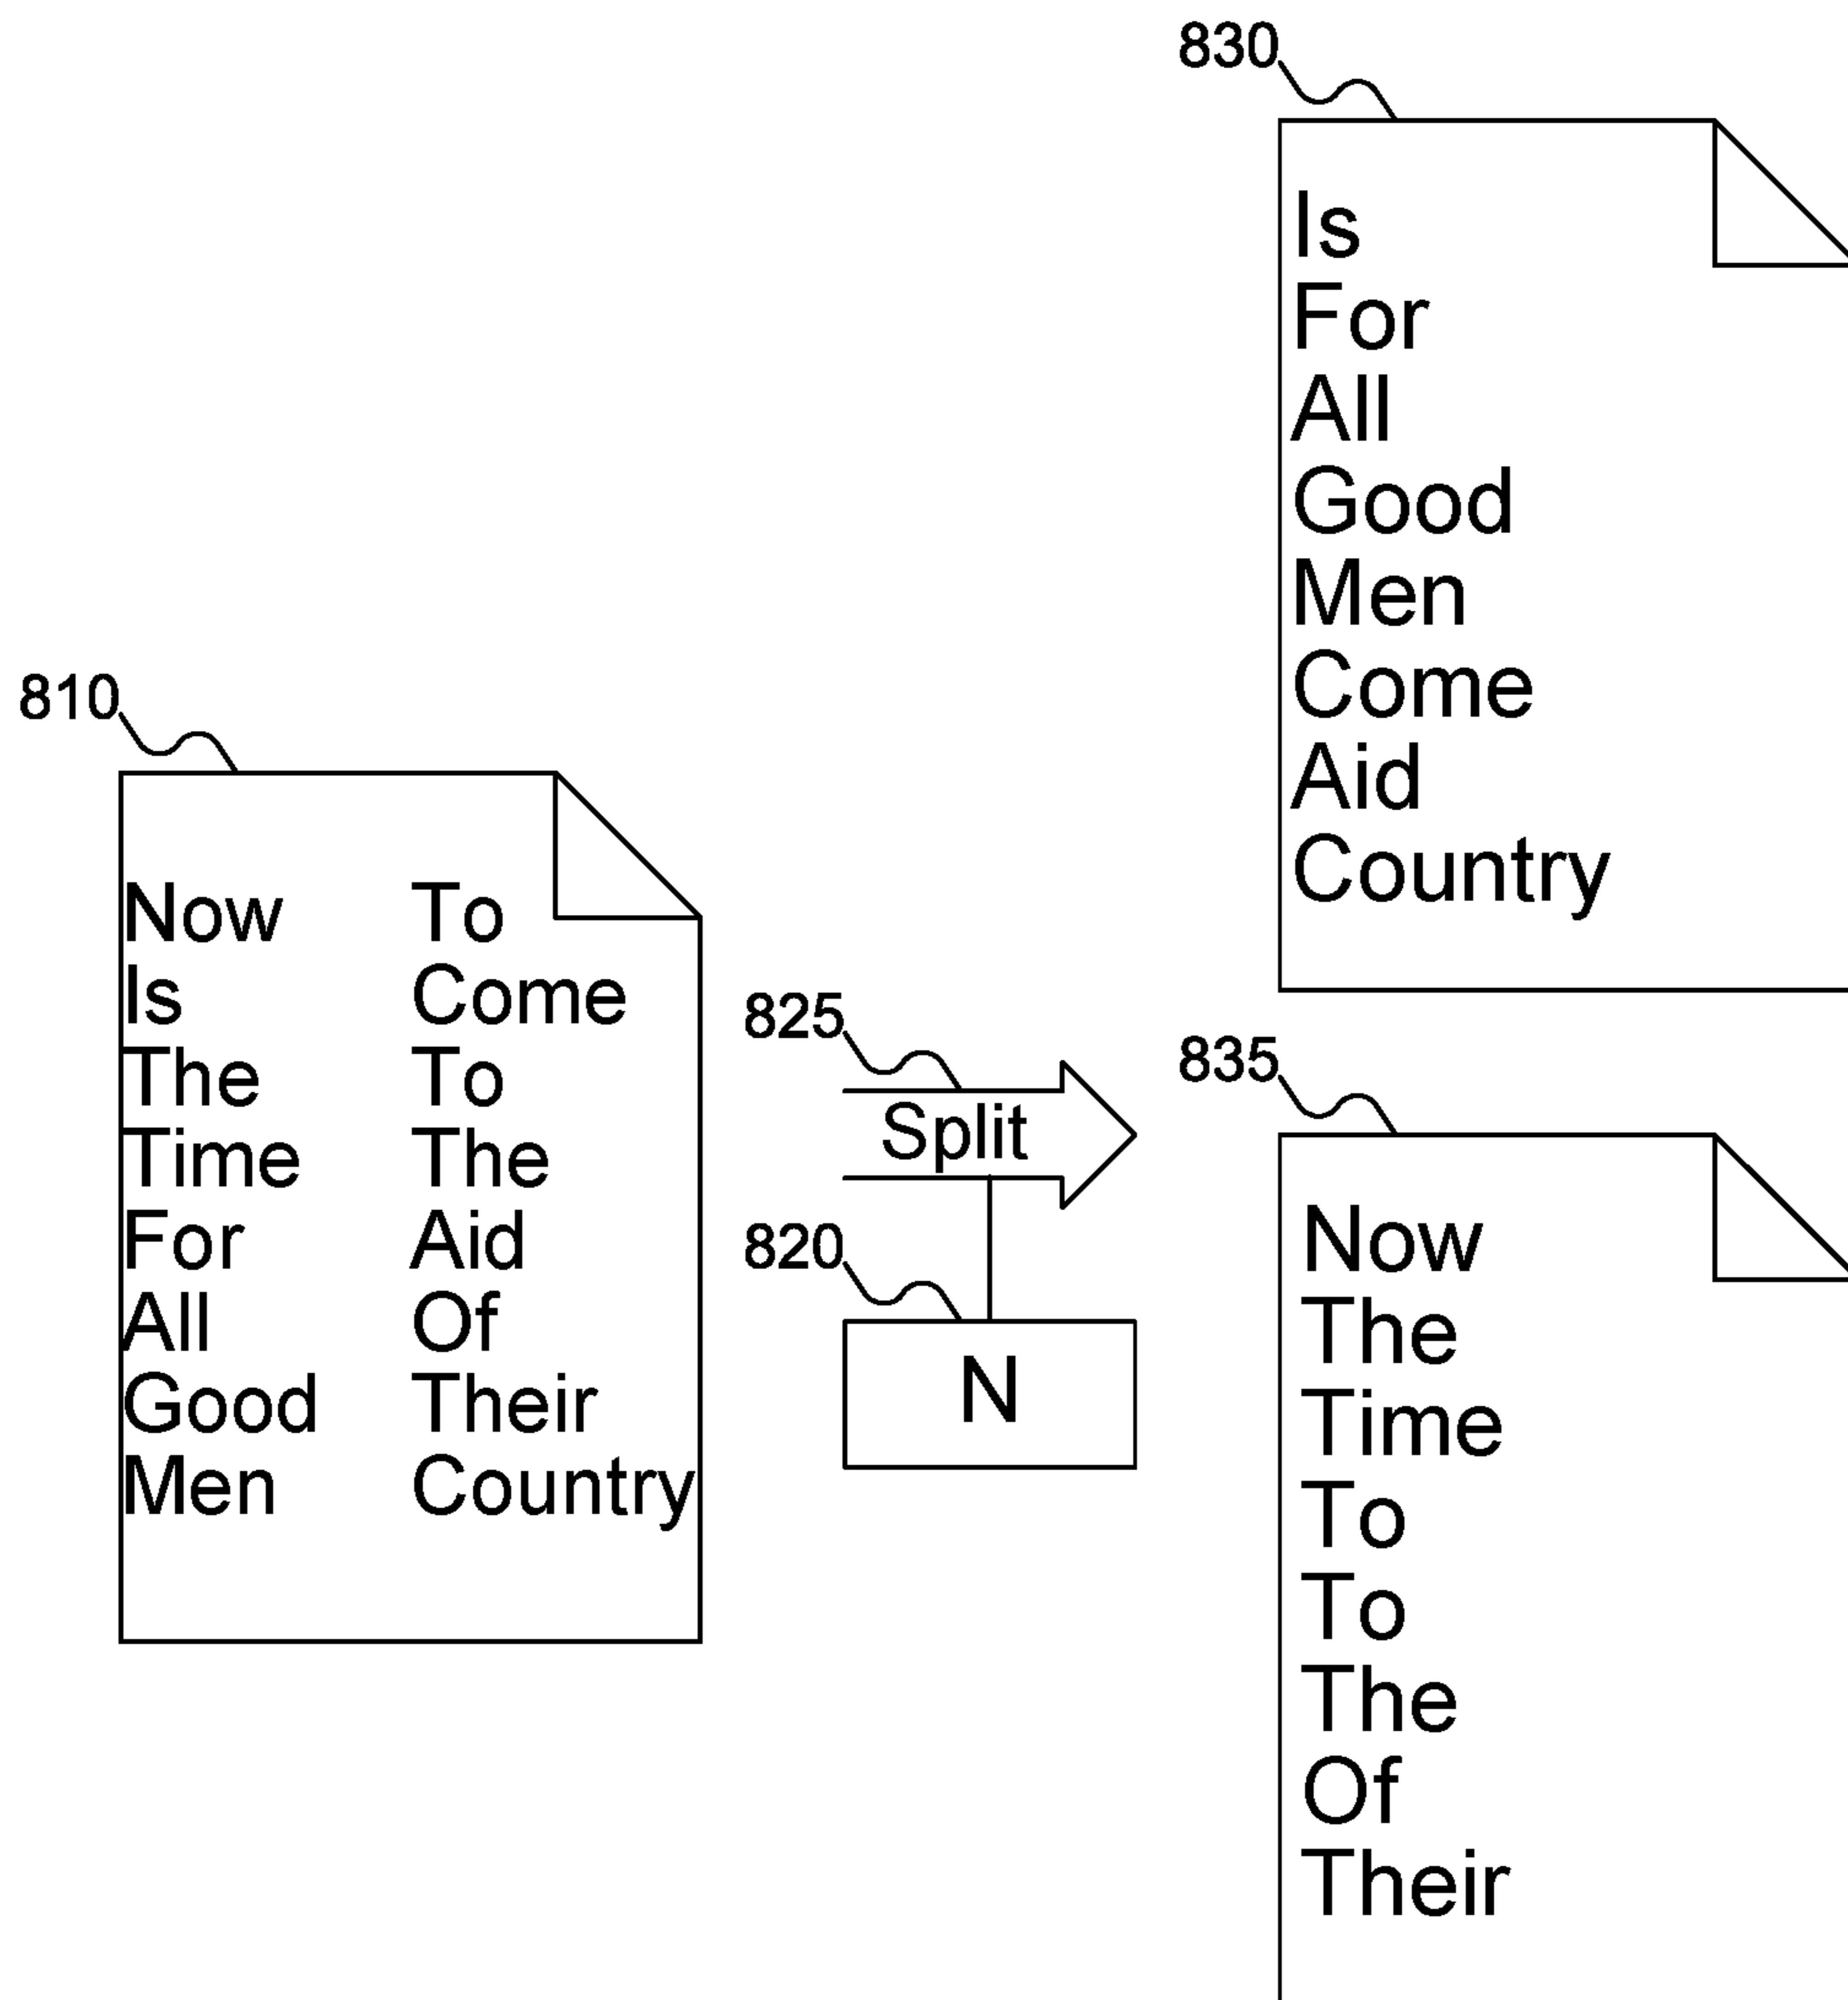 830
Is
For
All
Good
Men
Come
Aid
Country
810
Now To
Is Come
The To
Time The
For Aid
All Of
Good Their
Men Country
825
Split
820
N
835
Now
The
Time
To
To
The
Of
Their